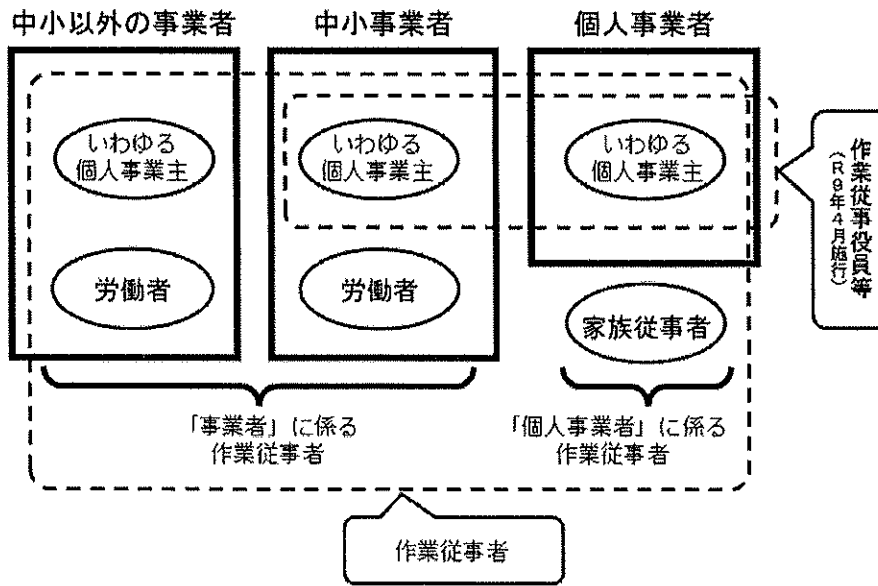 中小以外の事業者
中小事業者
個人事業者
いわゆる
個人事業主
いわゆる
個人事業主
いわゆる
個人事業主
労働者
労働者
家族従事者
作業従事役員等
（R9年4月施行）
「事業者」に係る
作業従事者
「個人事業者」に係る
作業従事者
作業従事者